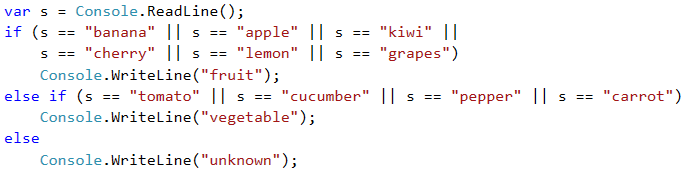 var s = Console.ReadLine();
if (s == "banana" || s == "apple" || s == "kiwi" ||
    s == "cherry" || s == "lemon" || s == "grapes")
    Console.WriteLine("fruit");
else if (s == "tomato" || s == "cucumber" || s == "pepper" || s == "carrot")
    Console.WriteLine("vegetable");
else
    Console.WriteLine("unknown");